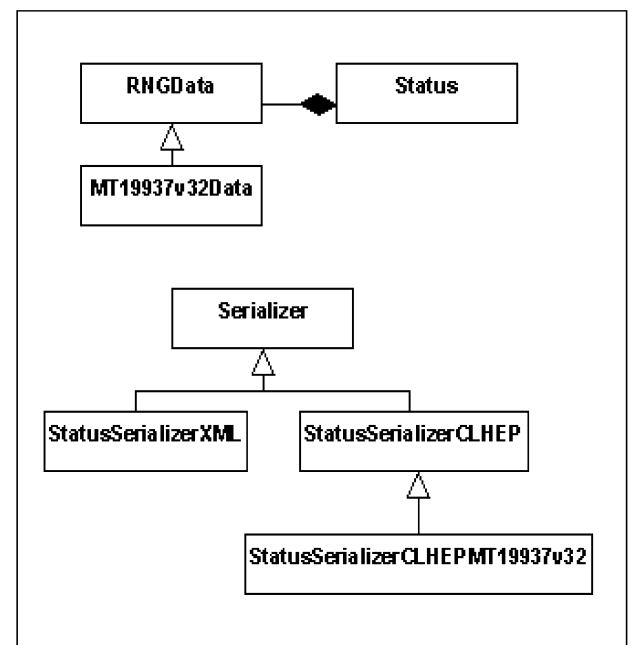 RNGData
Status
MT19937v32Data
Serializer
StatusSerializerXML
StatusSerializerCLHEP
StatusSerializerCLHEPMT19937v32